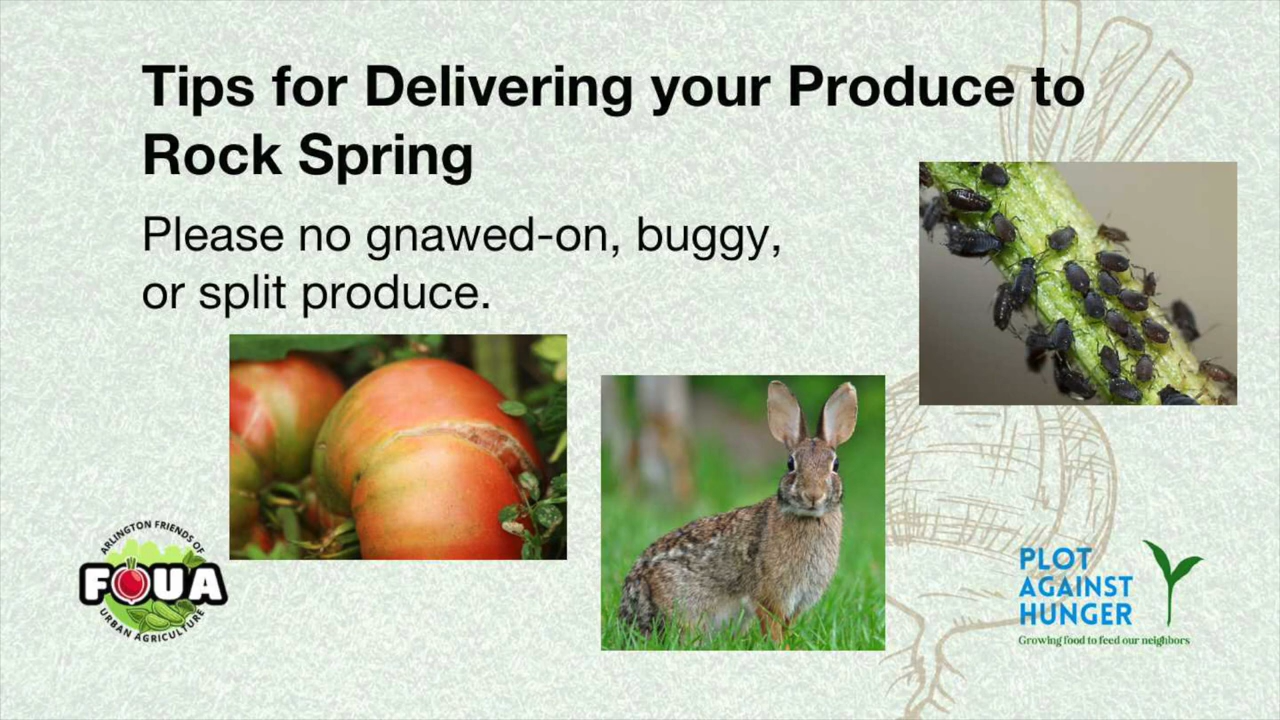 Tips for Delivering your Produce to
Rock Spring
Please no gnawed-on, buggy,
or split produce.
ARLINGTON FRIENDS OF
FOUA
URBAN AGRICULTURE
PLOT
AGAINST
HUNGER
Growing food to feed our neighbors